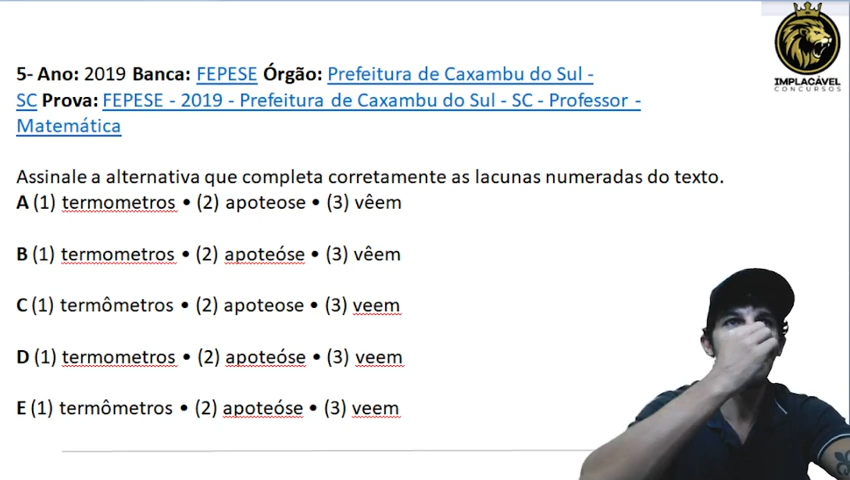 IMPLACÁVEL
CONCURSOS
5- Ano: 2019 Banca: FEPESE Órgão: Prefeitura de Caxambu do Sul -
SC Prova: FEPESE - 2019 - Prefeitura de Caxambu do Sul - SC - Professor -
Matemática
Assinale a alternativa que completa corretamente as lacunas numeradas do texto.
A (1) termometros • (2) apoteose • (3) vêem
B (1) termometros • (2) apoteóse • (3) vêem
C (1) termômetros • (2) apoteose • (3) veem
D (1) termometros • (2) apoteóse • (3) veem
E (1) termômetros • (2) apoteóse • (3) veem